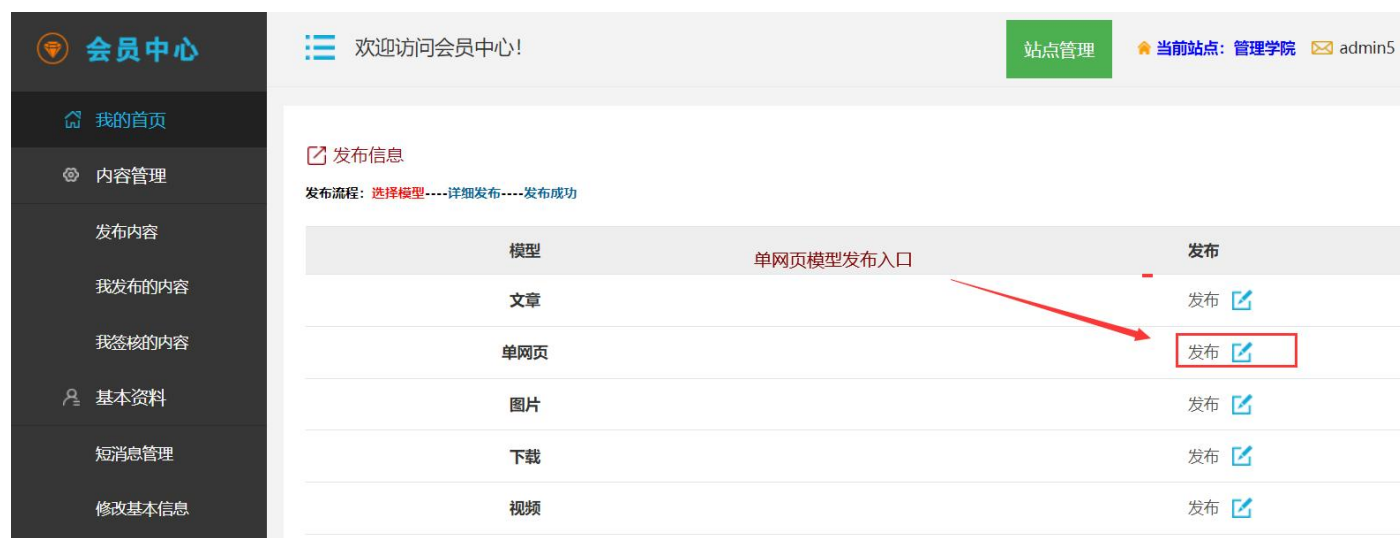 会员中心
欢迎访问会员中心!
站点管理
当前站点：管理学院
admin5
我的首页
内容管理
发布内容
我发布的内容
我签核的内容
基本资料
短消息管理
修改基本信息
发布信息
发布流程：选择模型----详细发布----发布成功
模型
发布
单网页模型发布入口
文章
发布
单网页
发布
图片
发布
下载
发布
视频
发布